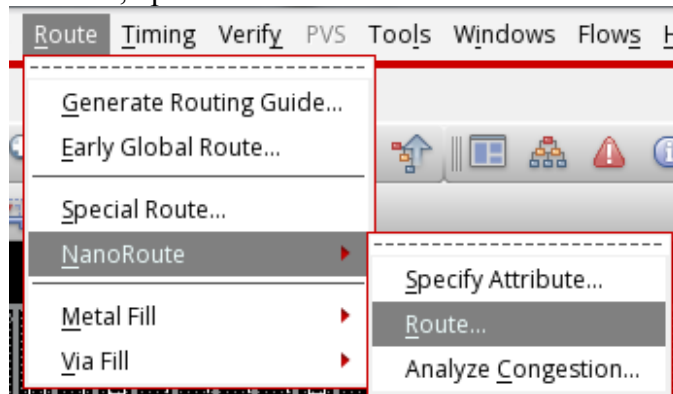 Route Timing Verify PVS Tools Windows Flows
Generate Routing Guide...
Early Global Route...
Special Route...
NanoRoute
Specify Attribute...
Route...
Analyze Congestion...
Metal Fill
Via Fill